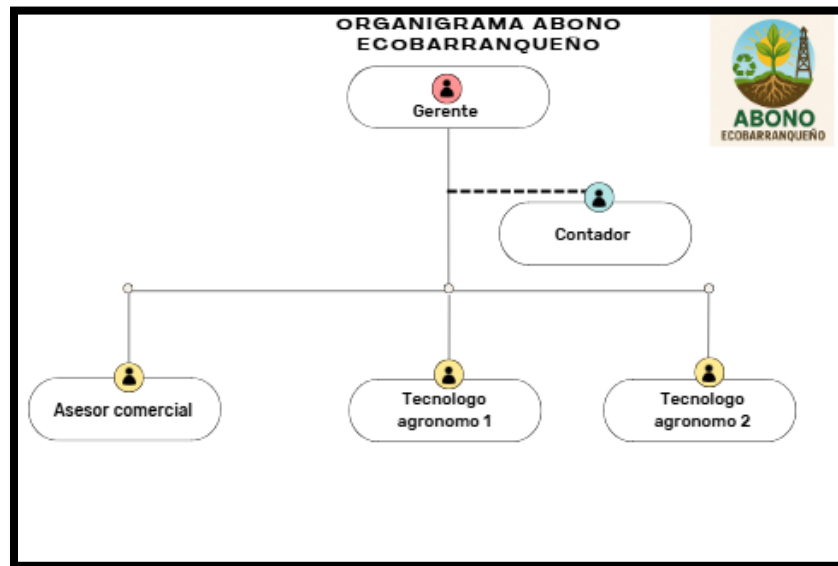 ORGANIGRAMA ABONO
ECOBARRANQUEÑO
ABONO
ECOBARRANQUEÑO
Gerente
Contador
Asesor comercial
Tecnologo
agronomo 1
Tecnologo
agronomo 2